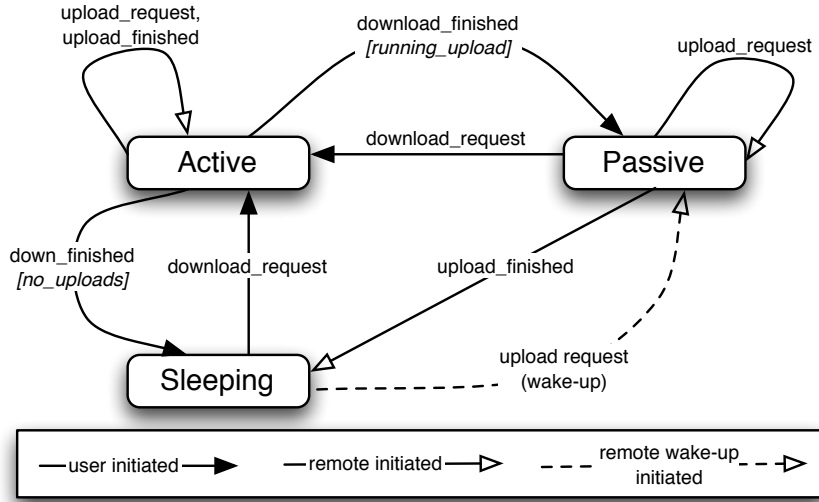 upload_request,
upload_finished
download_finished
[running_upload]
upload_request
download_request
Active
Passive
down_finished
[no_uploads]
download_request
upload_finished
upload request
(wake-up)
Sleeping
user initiated
remote initiated
remote wake-up
initiated